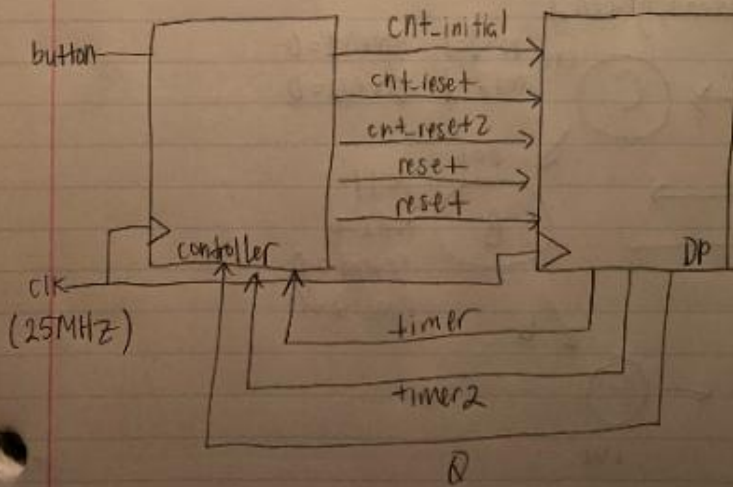 cnt_initial
button
cnt_reset
cnt_reset2
reset
reset
controller
DP
clk
(25MHZ)
timer
timer2
Q